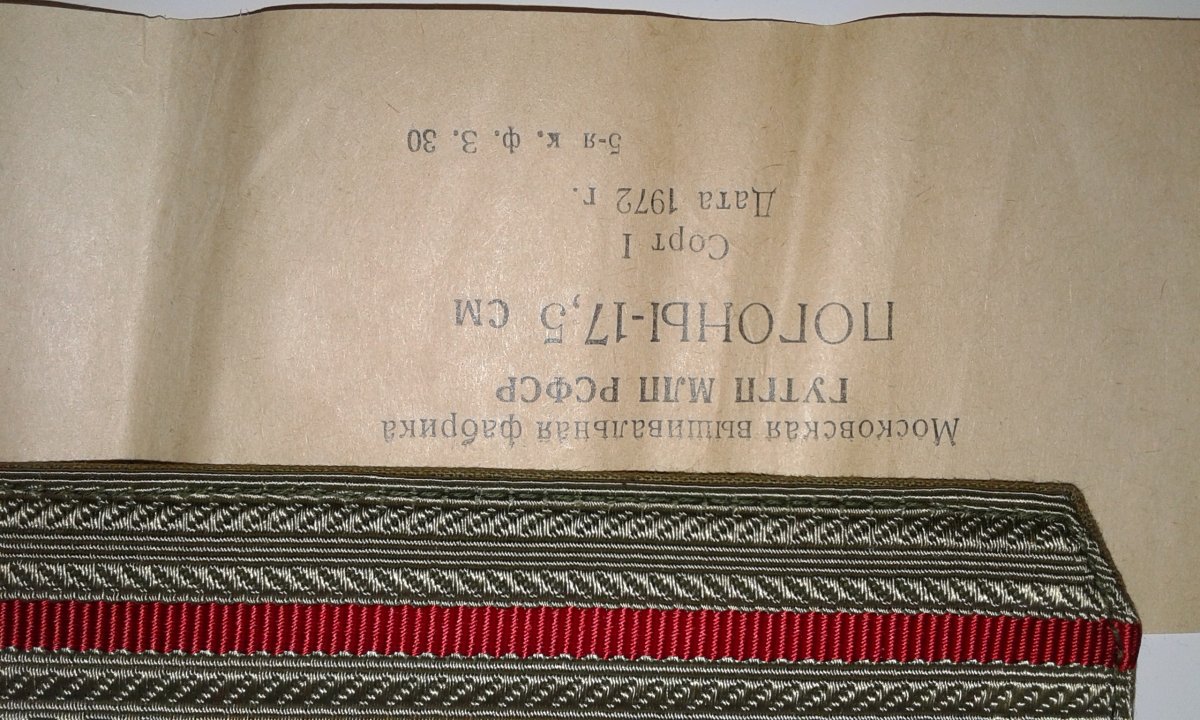 Московская вышивальная фабрика
ГУТГП МЛП РСФСР
ПОГОНЫ-17,5 см
Сорт I
Дата 1972 г.
5-я к. ф. З. 30